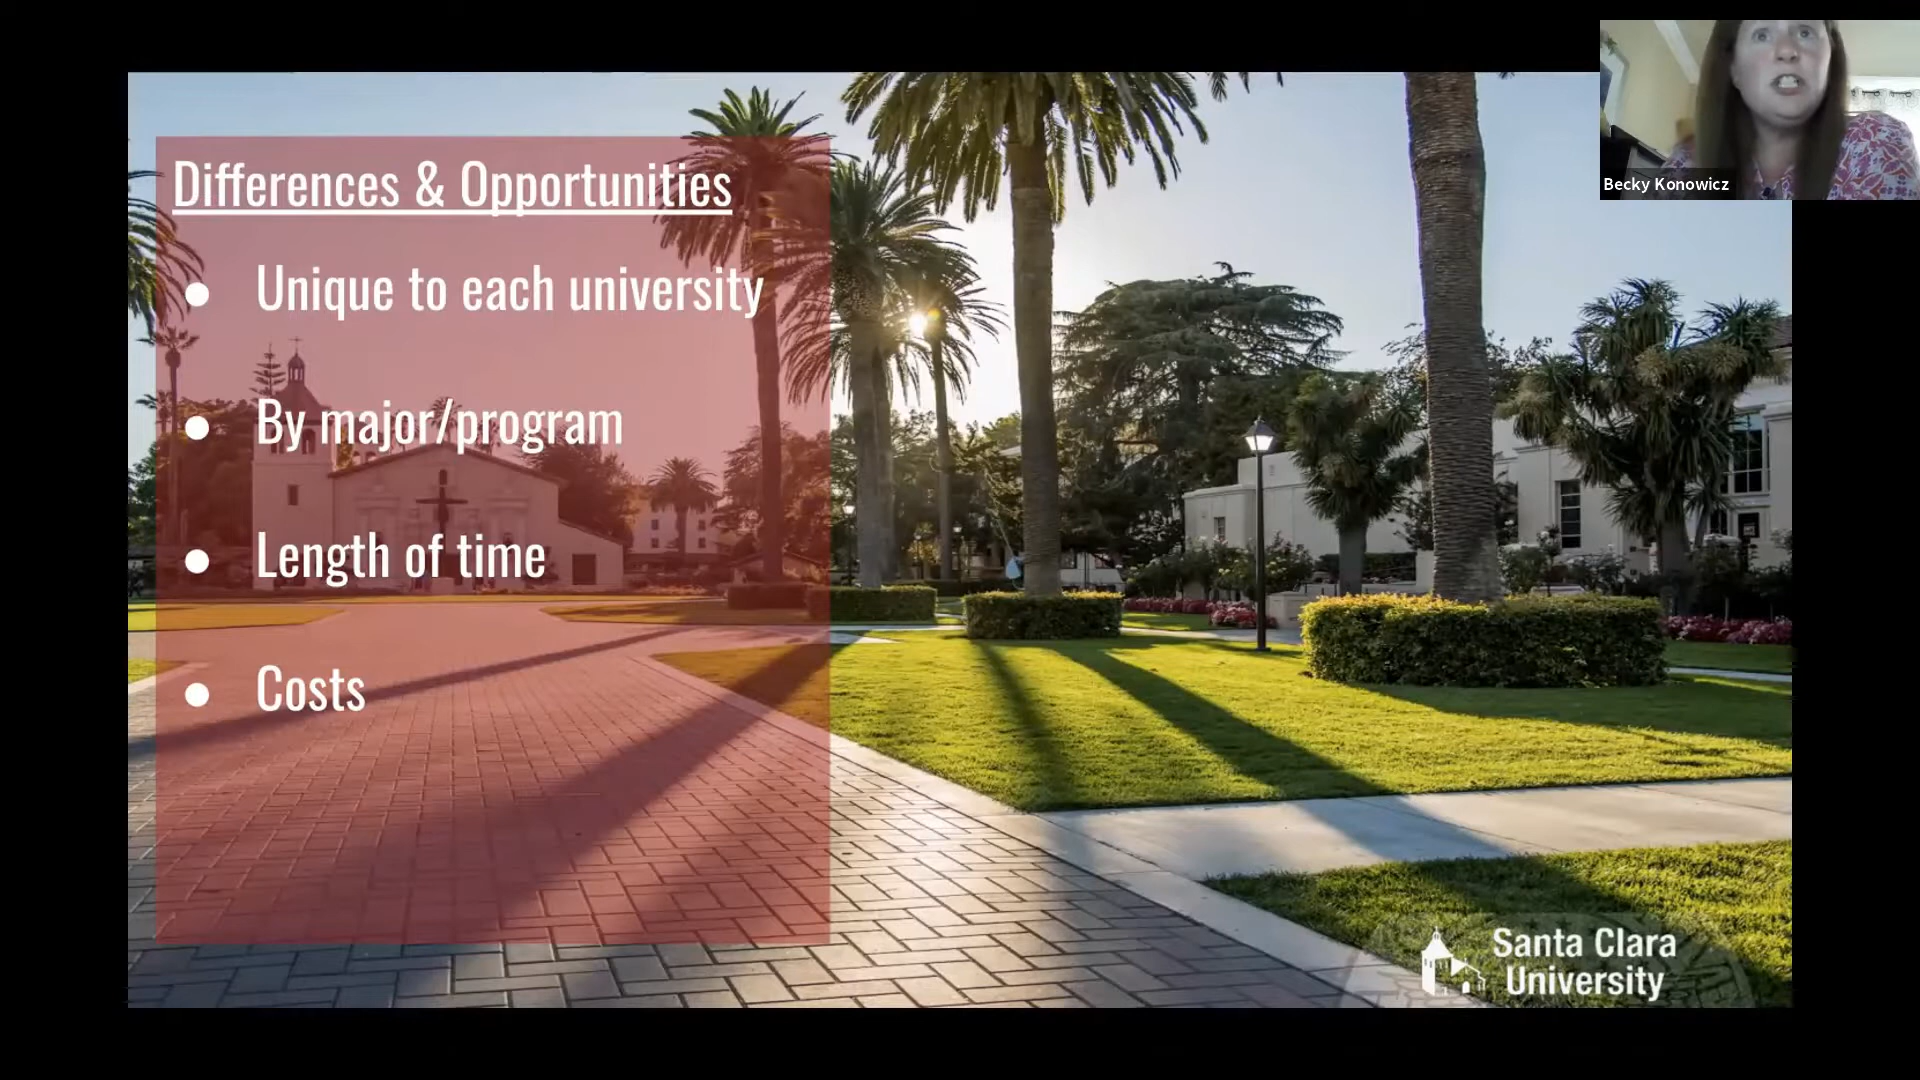 Becky Konowicz
Differences & Opportunities
Unique to each university
By major/program
Length of time
Costs
Santa Clara
University